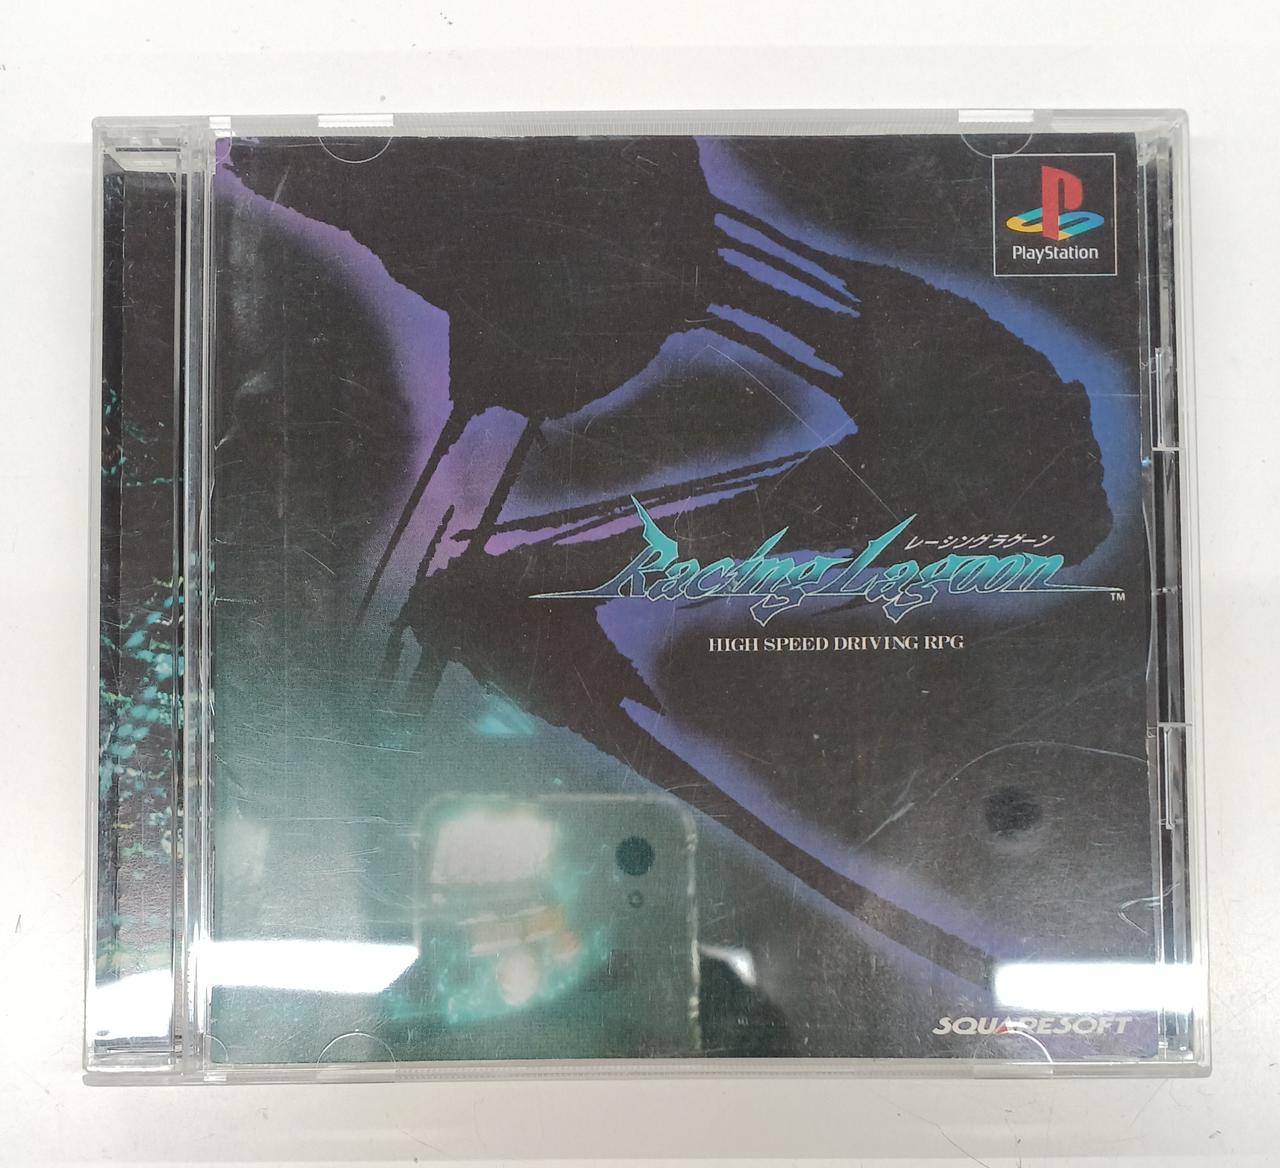 PlayStation
レーシングラグーン
Racing Lagoon TM
HIGH SPEED DRIVING RPG
SQUARESOFT